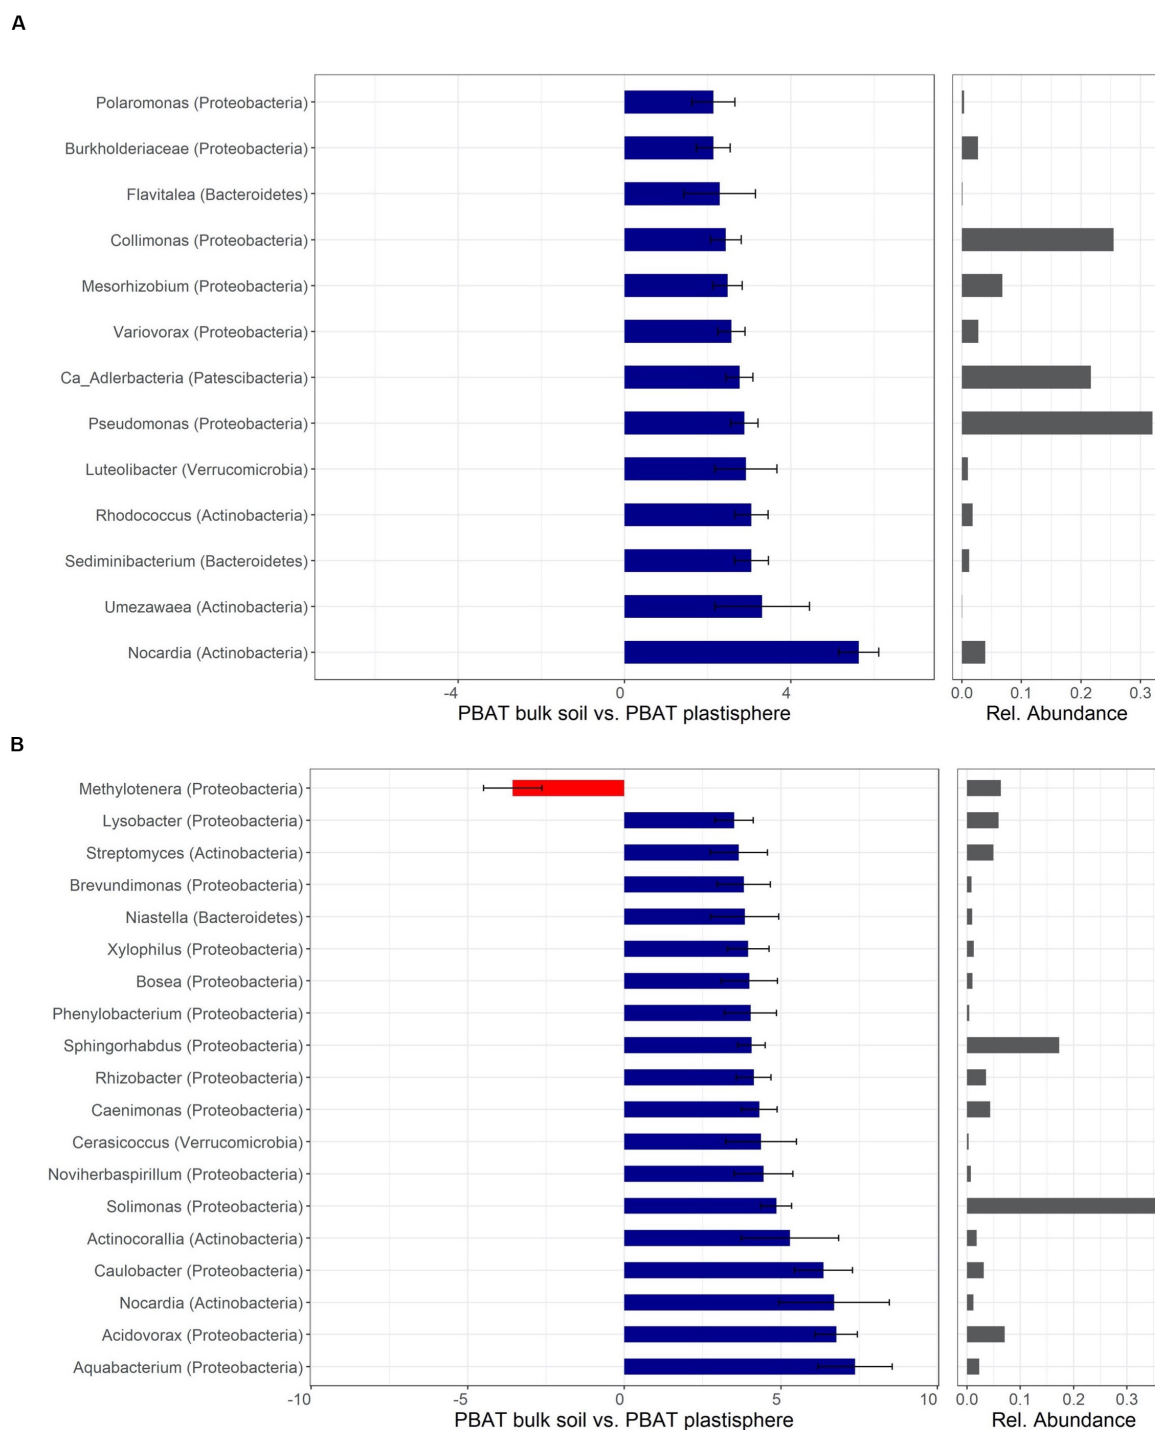 A
Polaromonas (Proteobacteria)
Burkholderiaceae (Proteobacteria)
Flavitalea (Bacteroidetes)
Collimonas (Proteobacteria)
Mesorhizobium (Proteobacteria)
Variovorax (Proteobacteria)
Ca_Adlerbacteria (Patescibacteria)
Pseudomonas (Proteobacteria)
Luteolibacter (Verrucomicrobia)
Rhodococcus (Actinobacteria)
Sediminibacterium (Bacteroidetes)
Umezawaea (Actinobacteria)
Nocardia (Actinobacteria)
-4 0 4 0.0 0.1 0.2 0.3
PBAT bulk soil vs. PBAT plastisphere Rel. Abundance
B
Methylotenera (Proteobacteria)
Lysobacter (Proteobacteria)
Streptomyces (Actinobacteria)
Brevundimonas (Proteobacteria)
Niastella (Bacteroidetes)
Xylophilus (Proteobacteria)
Bosea (Proteobacteria)
Phenylobacterium (Proteobacteria)
Sphingorhabdus (Proteobacteria)
Rhizobacter (Proteobacteria)
Caenimonas (Proteobacteria)
Cerasicoccus (Verrucomicrobia)
Noviherbaspirillum (Proteobacteria)
Solimonas (Proteobacteria)
Actinocorallia (Actinobacteria)
Caulobacter (Proteobacteria)
Nocardia (Actinobacteria)
Acidovorax (Proteobacteria)
Aquabacterium (Proteobacteria)
-10 -5 0 5 10 0.0 0.1 0.2 0.3
PBAT bulk soil vs. PBAT plastisphere Rel. Abundance